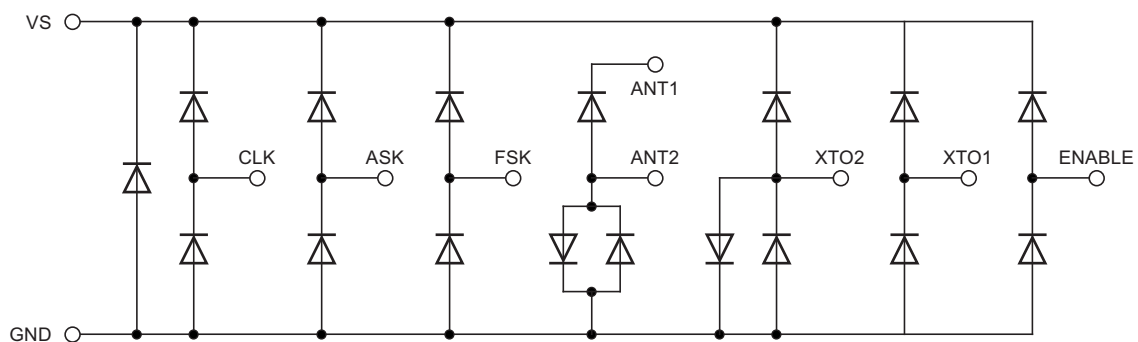 VS
ANT1
CLK
ASK
FSK
ANT2
XTO2
XTO1
ENABLE
GND